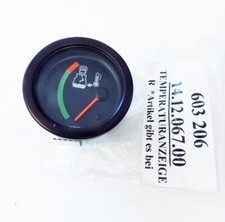 603 206
14.12.067.00
TEMPERATURANZEIGE
R *Artikel gibt es bei